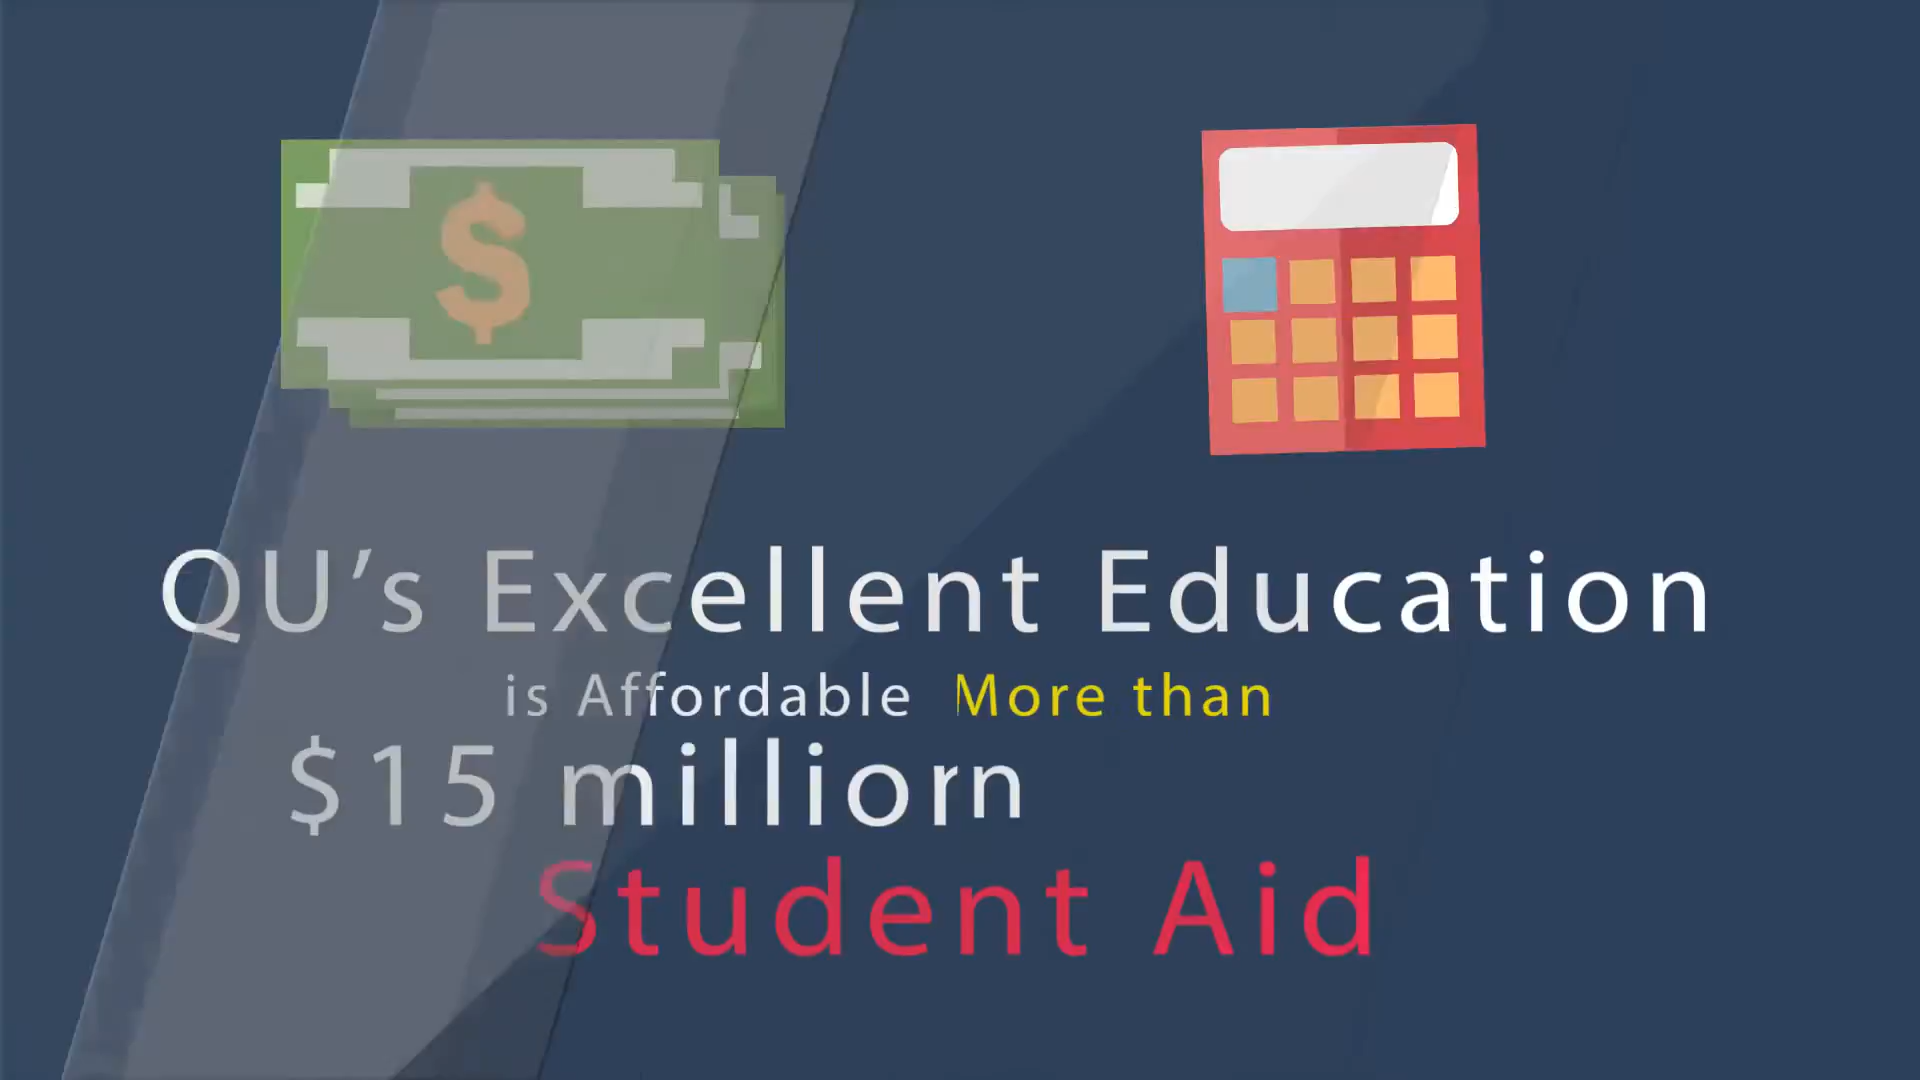 $
QU's Excellent Education
is Affordable More than
$15 milliorn
Student Aid